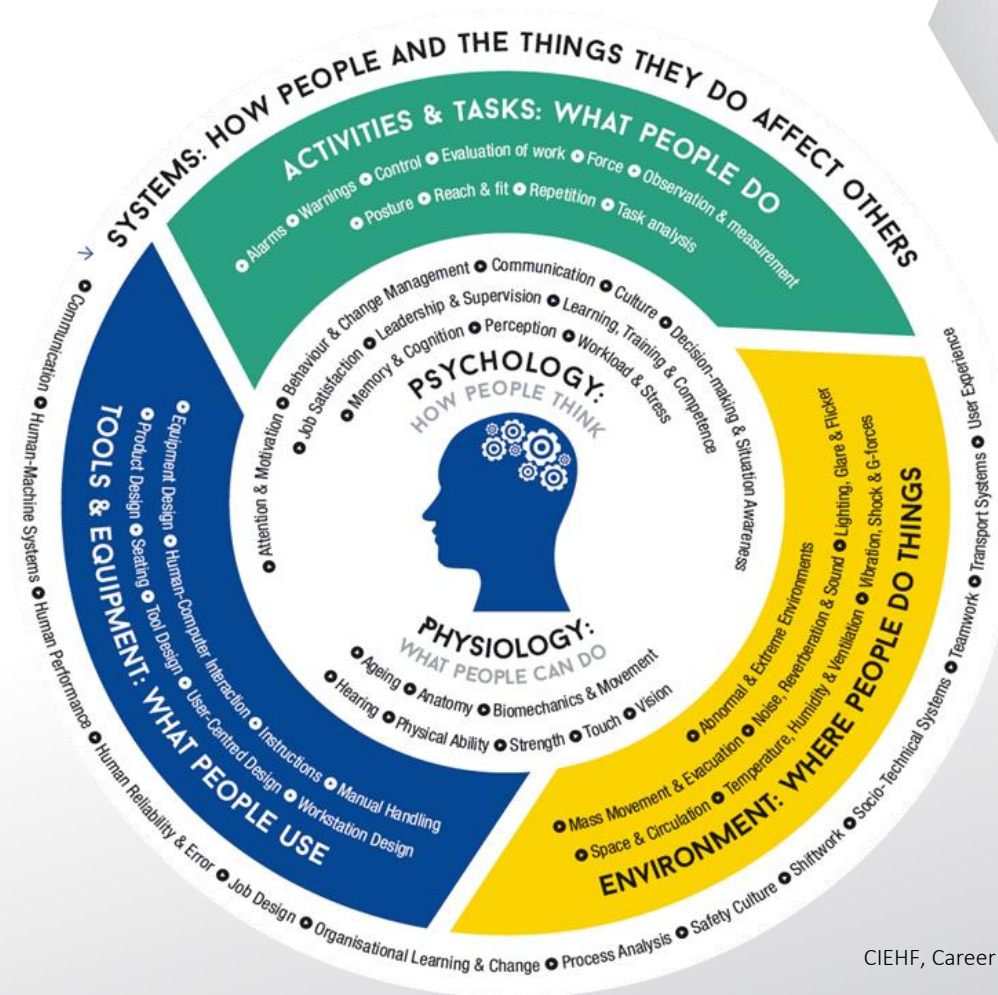 SYSTEMS: HOW PEOPLE AND THE THINGS THEY DO AFFECT OTHERS
ACTIVITIES & TASKS: WHAT PEOPLE DO
Alarms Warnings Control Evaluation of work Force Observation & measurement
Posture Reach & fit Repetition Task analysis
Attention & Motivation Behaviour & Change Management Communication Culture Decision-making & Situation Awareness
Job Satisfaction Leadership & Supervision Learning, Training & Competence
Memory & Cognition Perception Workload & Stress
PSYCHOLOGY:
HOW PEOPLE THINK
PHYSIOLOGY:
WHAT PEOPLE CAN DO
Ageing Anatomy Biomechanics & Movement
Hearing Physical Ability Strength Touch Vision
TOOLS & EQUIPMENT: WHAT PEOPLE USE
Product Design Seating Tool Design User-Centred Design Workstation Design
Equipment Design Human-Computer Interaction Instructions Manual Handling
Abnormal & Extreme Environments
Mass Movement & Evacuation Noise, Reverberation & Sound Lighting, Glare & Flicker
Space & Circulation Temperature, Humidity & Ventilation Vibration, Shock & G-forces
ENVIRONMENT: WHERE PEOPLE DO THINGS
Communication Human-Machine Systems Human Performance Human Reliability & Error Job Design Organisational Learning & Change Process Analysis Safety Culture Shiftwork Socio-Technical Systems Teamwork Transport Systems User Experience
CIEHF, Career